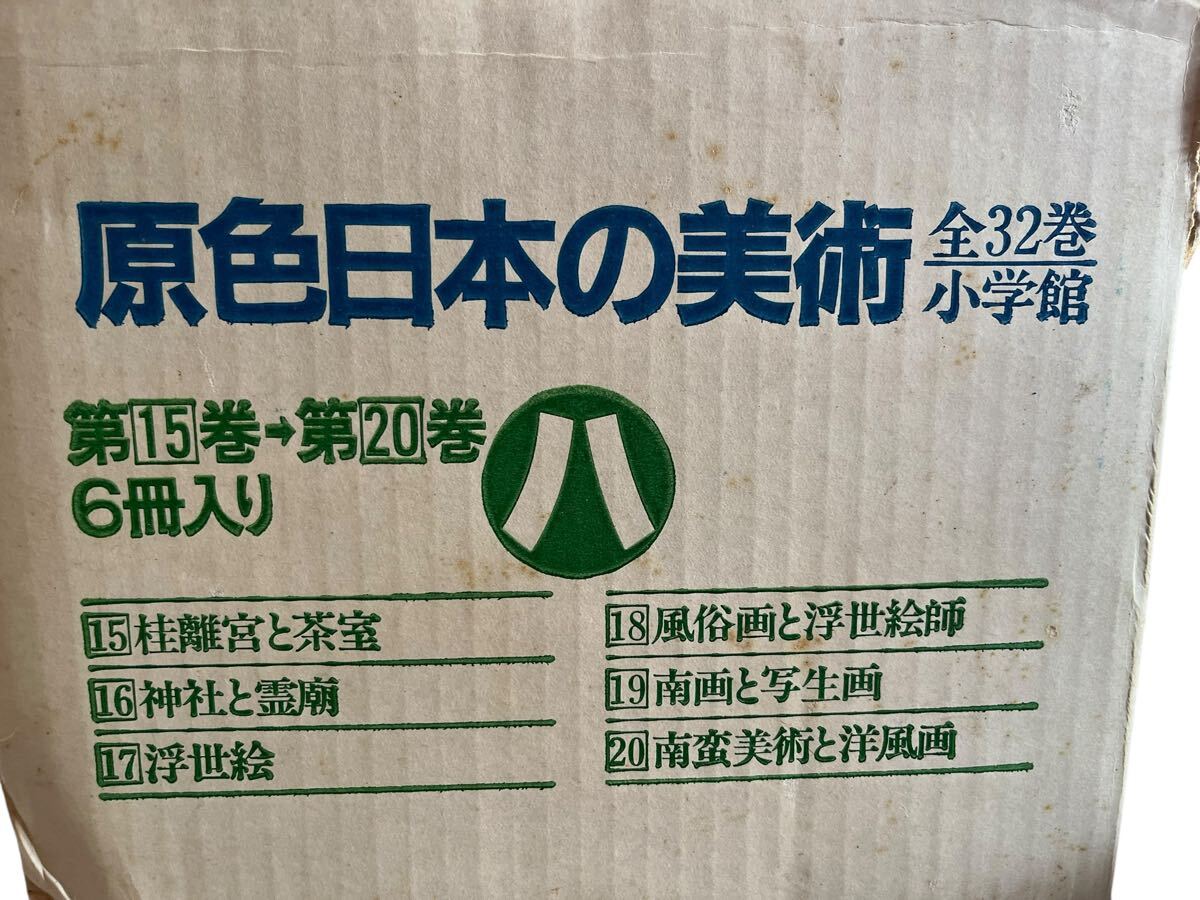 原色日本の美術
全32巻
小学館
第15巻→第20巻
6冊入り
15桂離宮と茶室
16神社と霊廟
17浮世絵
18風俗画と浮世絵師
19南画と写生画
20南蛮美術と洋風画